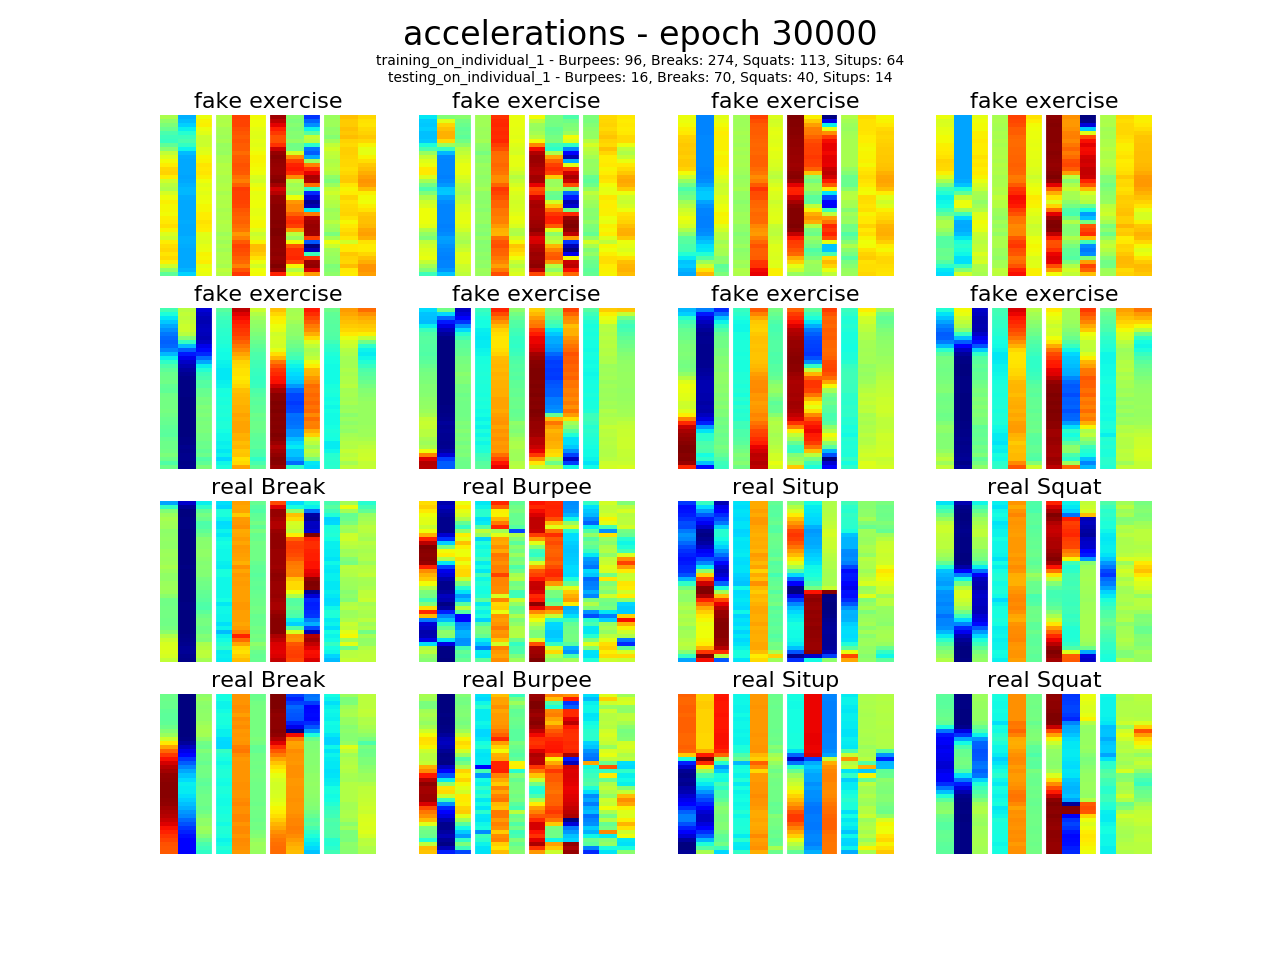 accelerations - epoch 30000
training_on_individual_1 - Burpees: 96, Breaks: 274, Squats: 113, Situps: 64
testing_on_individual_1 - Burpees: 16, Breaks: 70, Squats: 40, Situps: 14
fake exercise fake exercise fake exercise fake exercise
fake exercise fake exercise fake exercise fake exercise
real Break real Burpee real Situp real Squat
real Break real Burpee real Situp real Squat